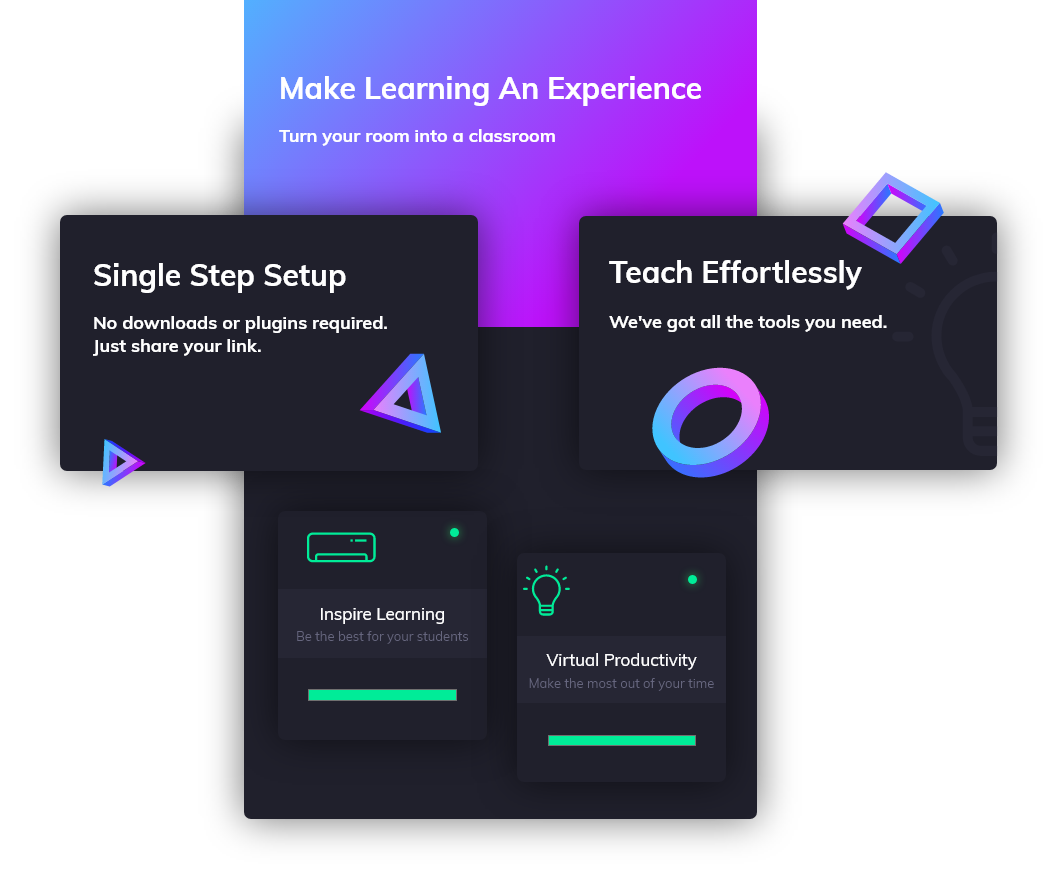 Make Learning An Experience
Turn your room into a classroom
Single Step Setup
No downloads or plugins required.
Just share your link.
Teach Effortlessly
We've got all the tools you need.
Inspire Learning
Be the best for your students
Virtual Productivity
Make the most out of your time